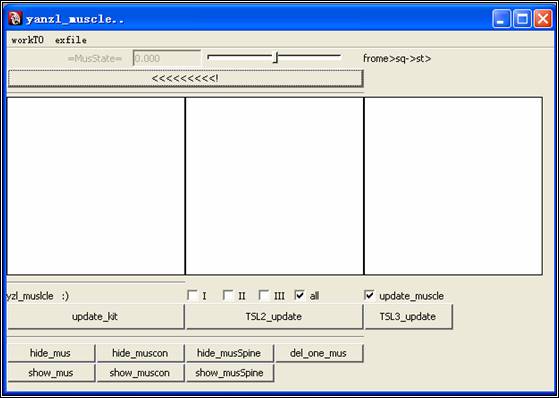 yanzl_muscle..
workTO exfile
=MusState= 0.000 frome>sq->st>
<<<<<<<<<!
yzl_muslcle :) I II III all update_muscle
update_kit TSL2_update TSL3_update
hide_mus hide_muscon hide_musSpine del_one_mus
show_mus show_muscon show_musSpine